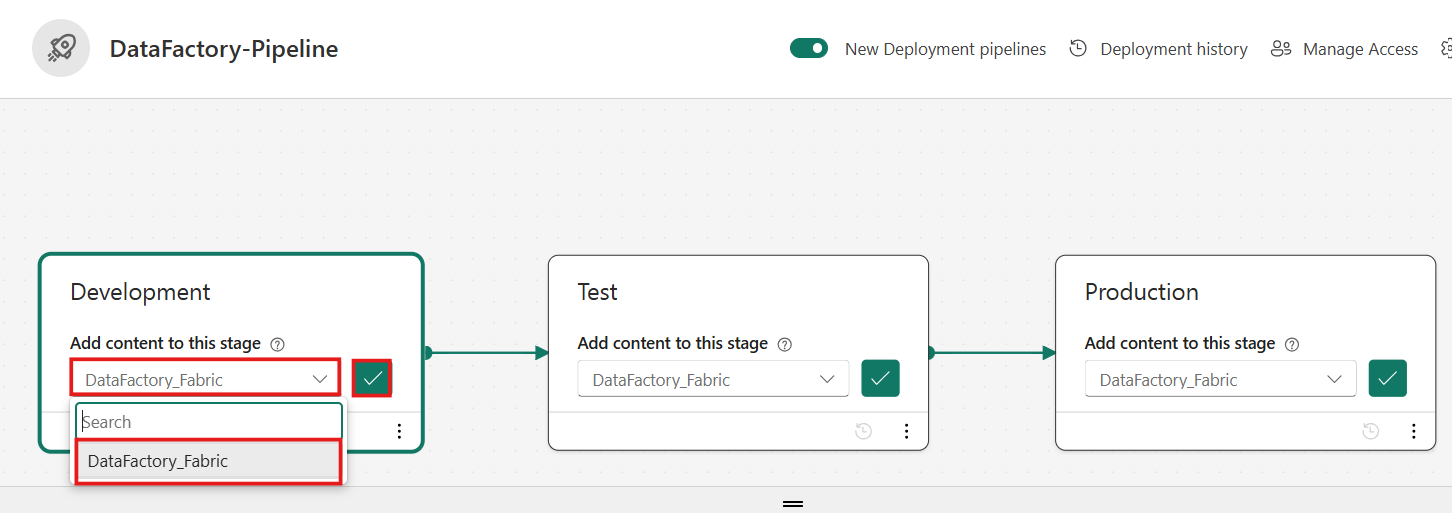 DataFactory-Pipeline
New Deployment pipelines
Deployment history
Manage Access
Development
Add content to this stage
DataFactory_Fabric
Search
DataFactory_Fabric
Test
Add content to this stage
DataFactory_Fabric
Production
Add content to this stage
DataFactory_Fabric